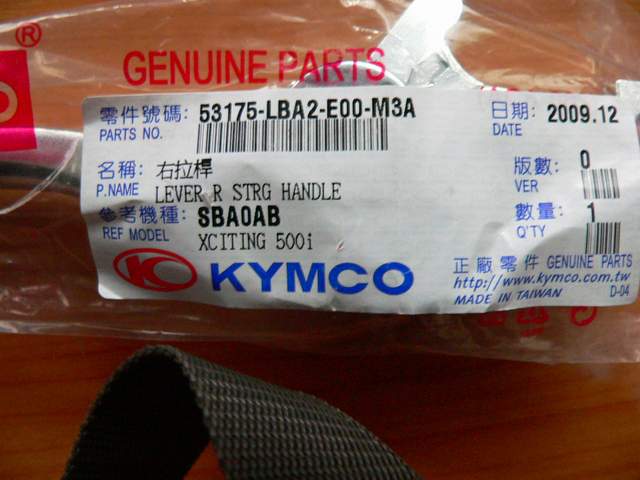 ®
GENUINE PARTS
零件號碼: 53175-LBA2-E00-M3A
PARTS NO.
日期: 2009.12
DATE
名稱: 右拉桿
P.NAME LEVER R STRG HANDLE
版數: 0
VER
參考機種: SBA0AB
REF MODEL XCITING 500i
數量: 1
Q'TY
KYMCO
正廠零件 GENUINE PARTS
http://www.kymco.com.tw
MADE IN TAIWAN D-04